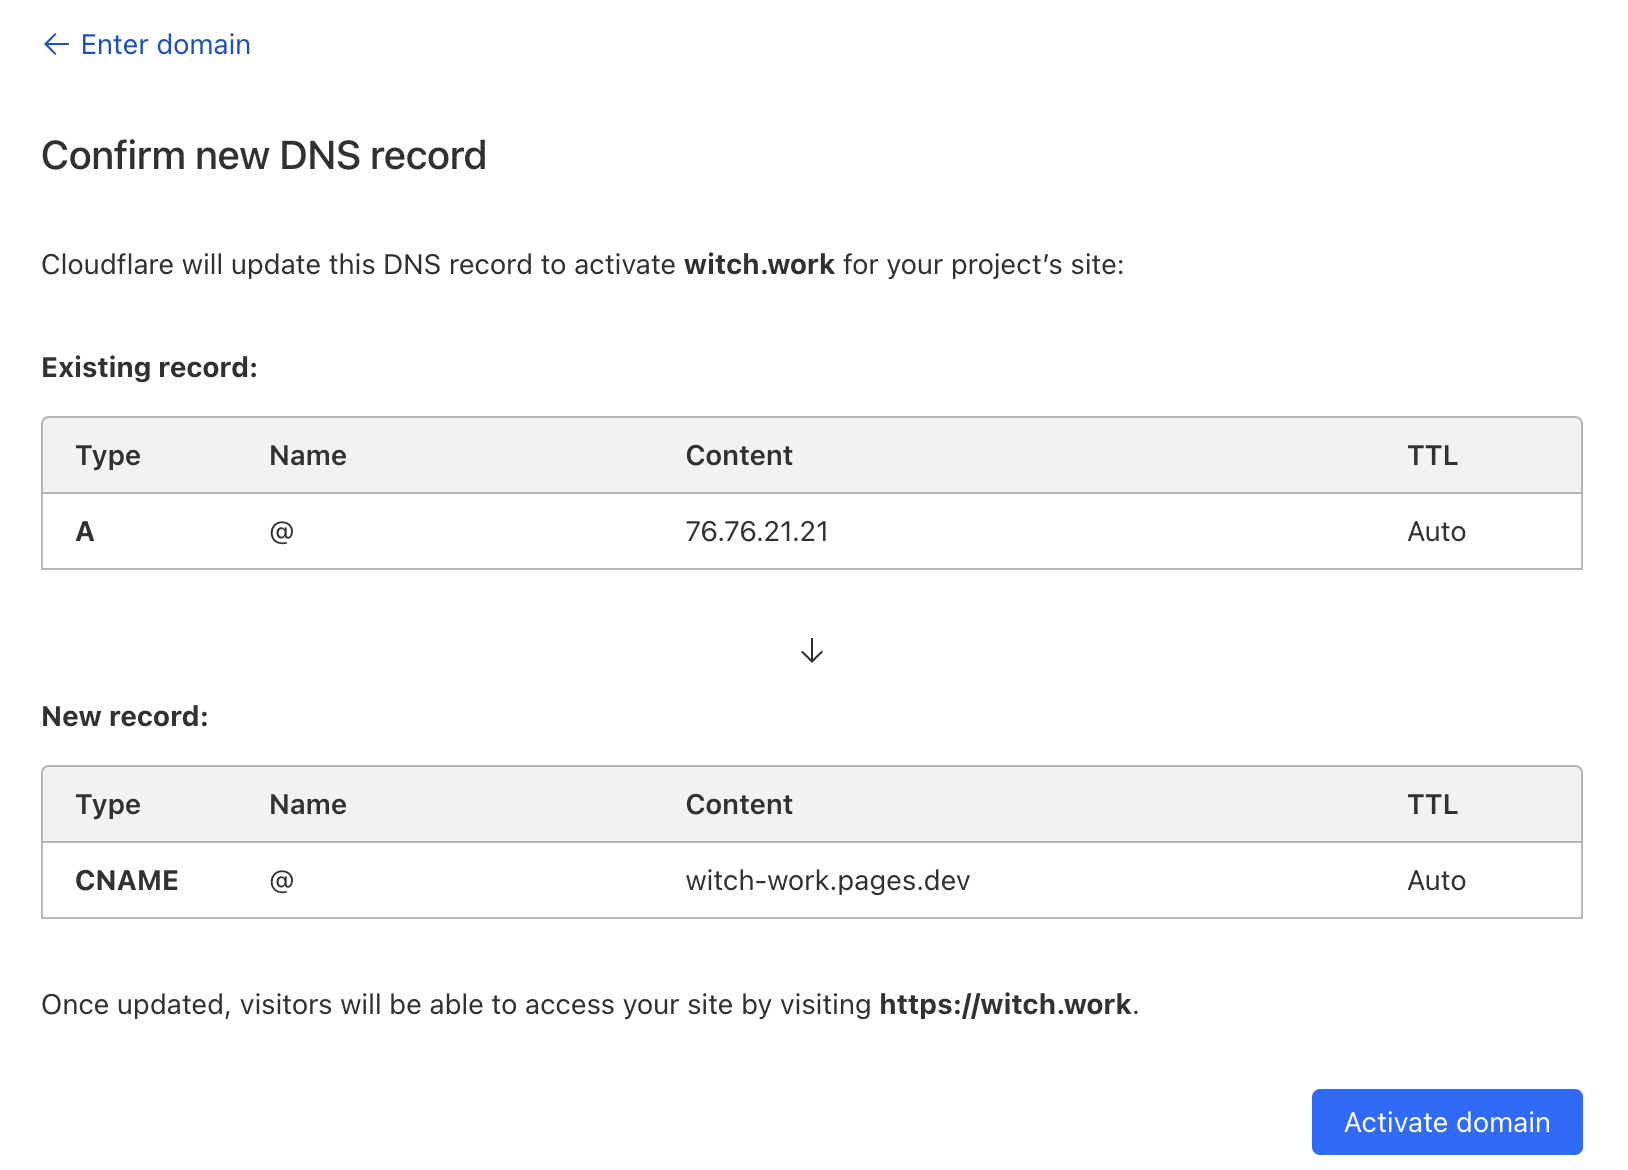 ← Enter domain
Confirm new DNS record
Cloudflare will update this DNS record to activate witch.work for your project’s site:
Existing record:
Type Name Content TTL
A @ 76.76.21.21 Auto
↓
New record:
Type Name Content TTL
CNAME @ witch-work.pages.dev Auto
Once updated, visitors will be able to access your site by visiting https://witch.work.
Activate domain